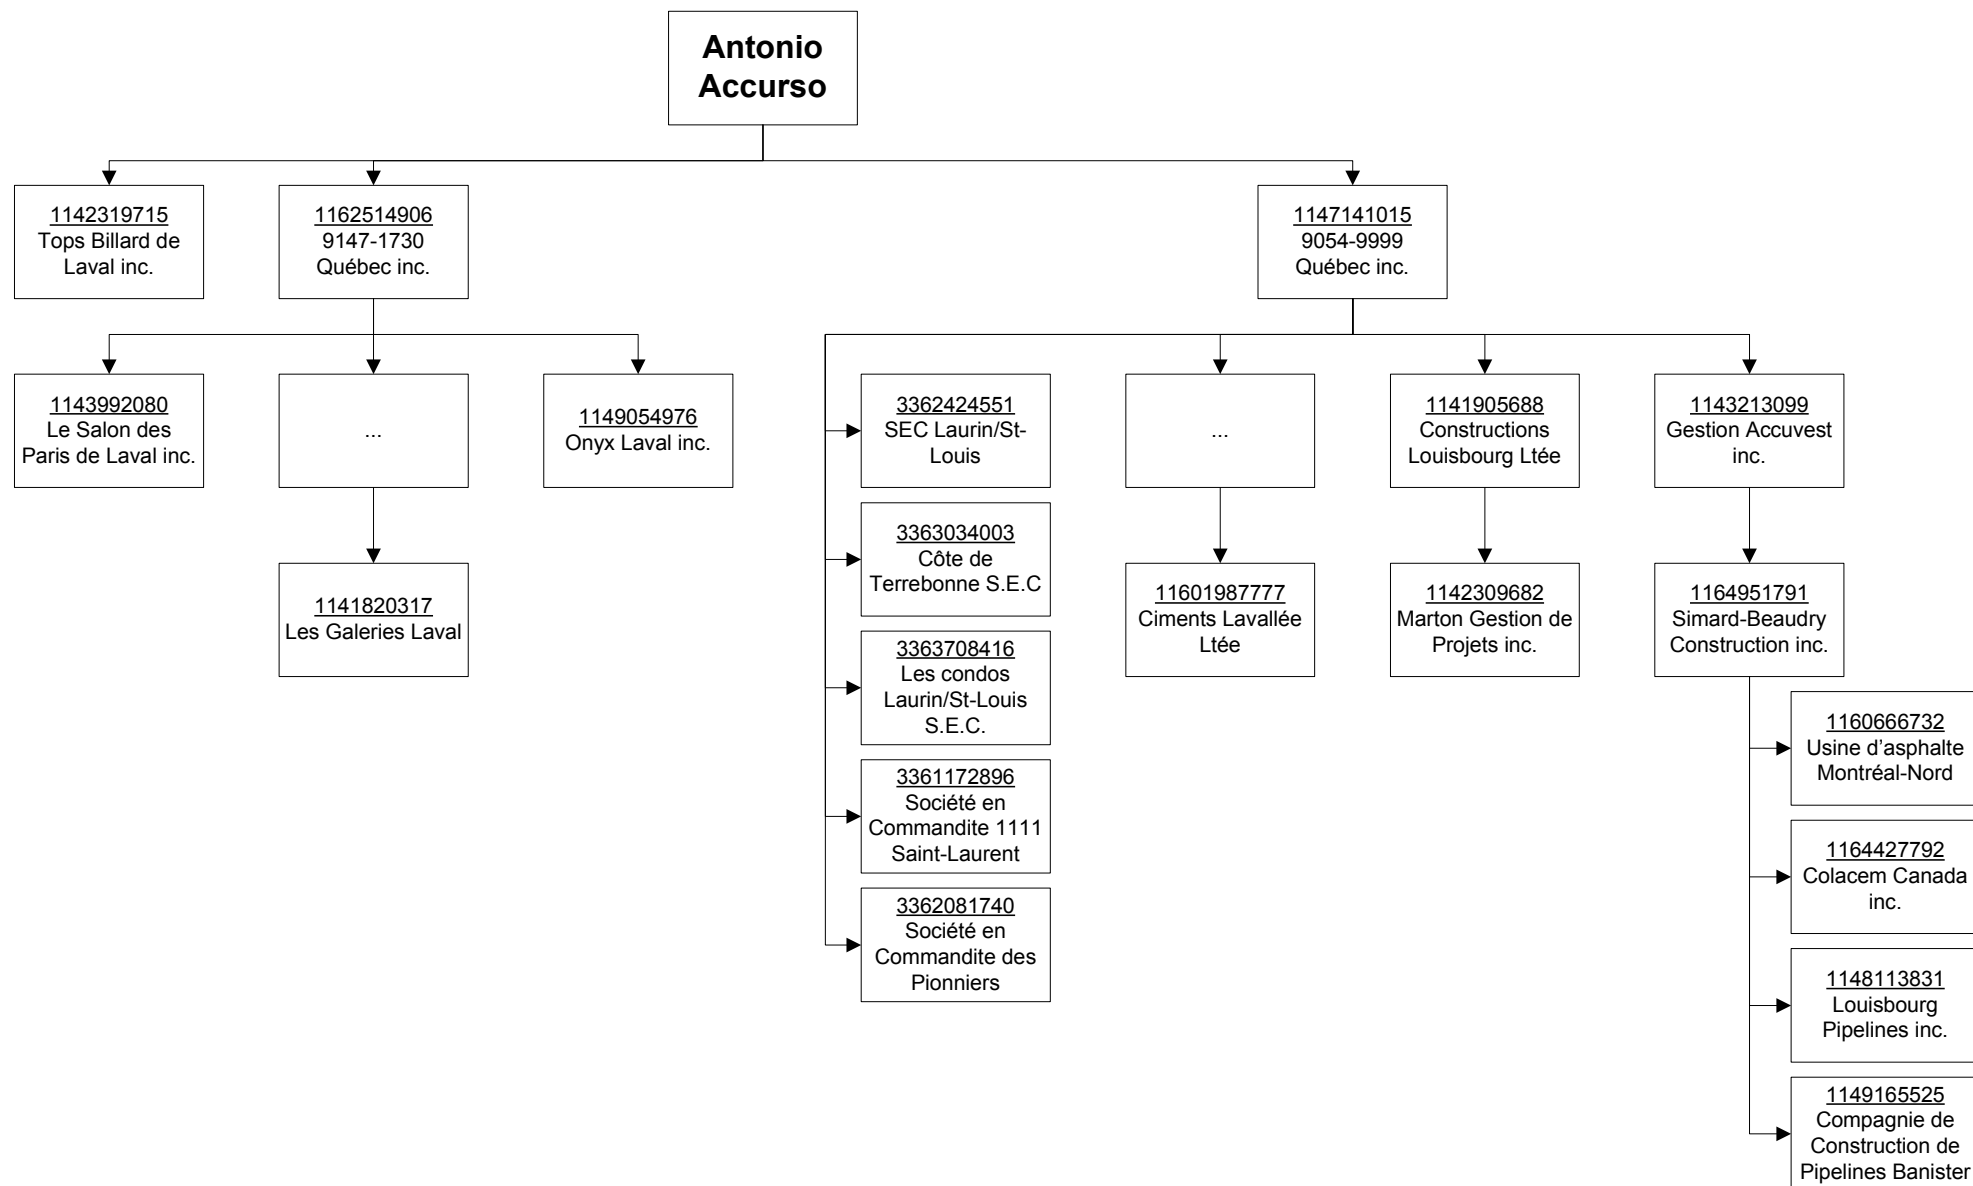 Antonio
Accurso
1142319715
Tops Billard de
Laval inc.
1162514906
9147-1730
Québec inc.
1147141015
9054-9999
Québec inc.
1143992080
Le Salon des
Paris de Laval inc.
...
1149054976
Onyx Laval inc.
3362424551
SEC Laurin/St-
Louis
...
1141905688
Constructions
Louisbourg Ltée
1143213099
Gestion Accuvest
inc.
1141820317
Les Galeries Laval
3363034003
Côte de
Terrebonne S.E.C
11601987777
Ciments Lavallée
Ltée
1142309682
Marton Gestion de
Projets inc.
1164951791
Simard-Beaudry
Construction inc.
3363708416
Les condos
Laurin/St-Louis
S.E.C.
3361172896
Société en
Commandite 1111
Saint-Laurent
3362081740
Société en
Commandite des
Pionniers
1160666732
Usine d’asphalte
Montréal-Nord
1164427792
Colacem Canada
inc.
1148113831
Louisbourg
Pipelines inc.
1149165525
Compagnie de
Construction de
Pipelines Banister